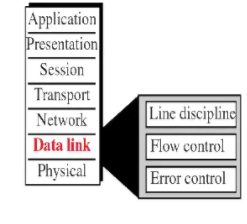 Application
Presentation
Session
Transport
Network
Data link
Physical
Line discipline
Flow control
Error control